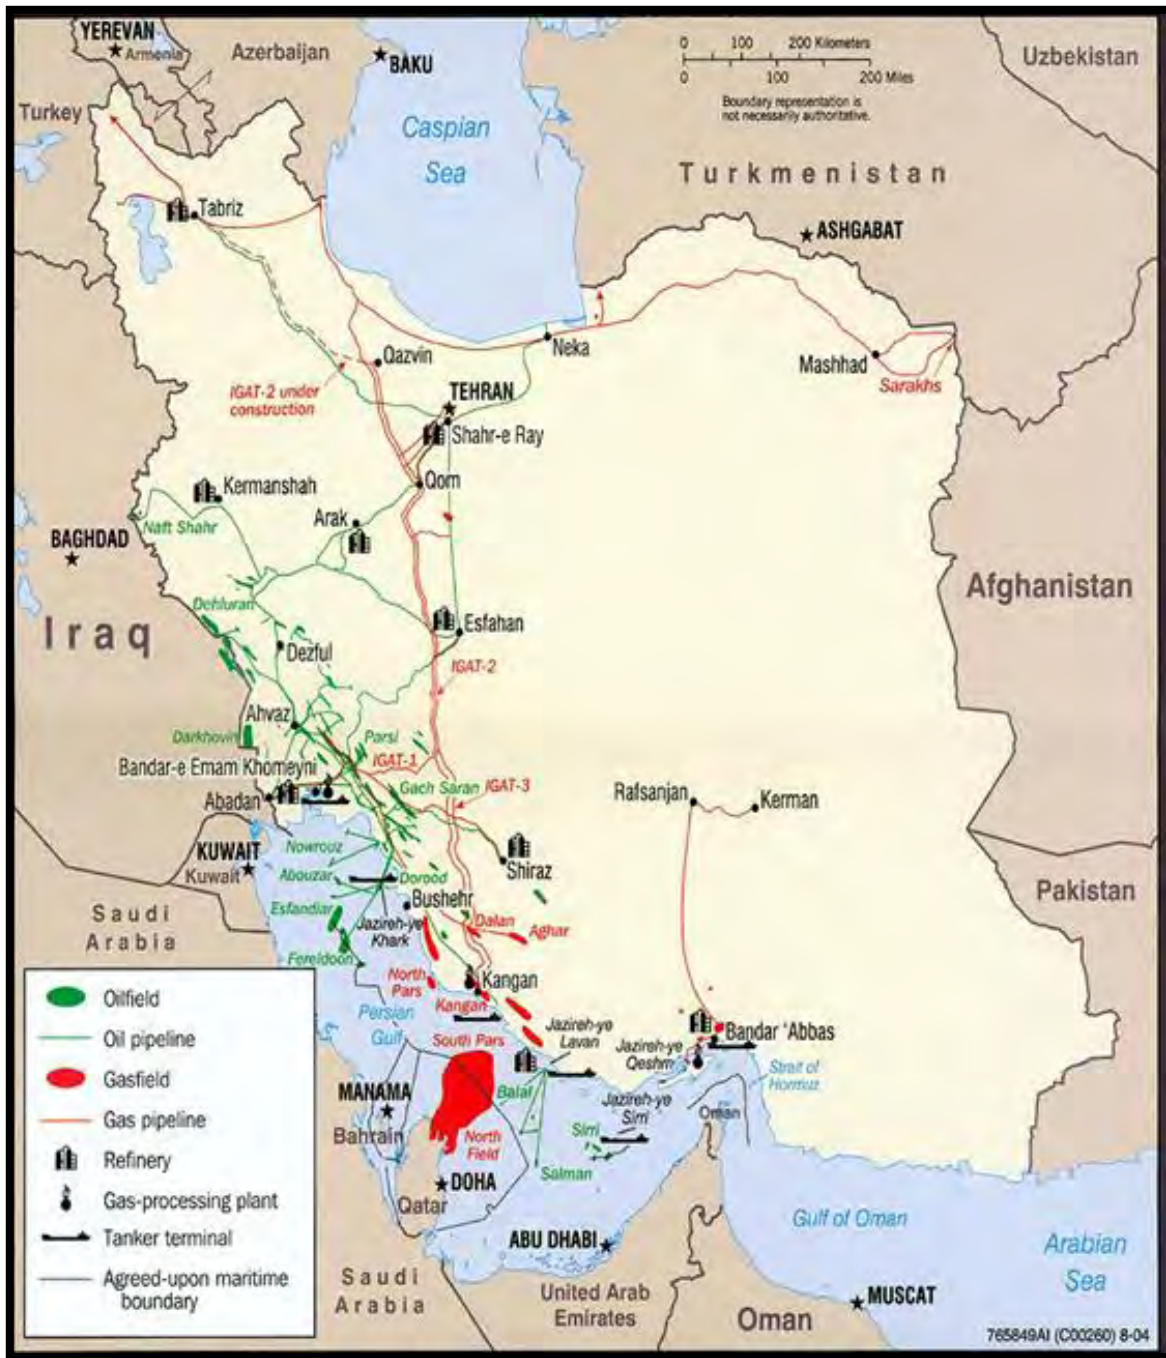 YEREVAN
Armenia
Azerbaijan
BAKU
Turkey
Caspian
Sea
0 100 200 Kilometers
0 100 200 Miles
Boundary representation is
not necessarily authoritative.
Uzbekistan
Turkmenistan
ASHGABAT
Tabriz
Qazvin
Neka
Mashhad
Sarakhs
IGAT-2 under
construction
TEHRAN
Shahr-e Ray
Qom
Kermanshah
Arak
Naft Shahr
BAGHDAD
Iraq
Afghanistan
Dehluran
Esfahan
Dezful
IGAT-2
Ahvaz
Darkhovin
Parsi
Bandar-e Emam Khomeyni
IGAT-1
Gach Saran
IGAT-3
Abadan
Rafsanjan
Kerman
Nowrouz
KUWAIT
Kuwait
Abouzar
Dorood
Shiraz
Pakistan
Saudi
Arabia
Esfandiar
Bushehr
Jazireh-ye
Khark
Dalan
Aghar
Fereidoon
North
Pars
Kangan
Kangan
Persian
Gulf
South Pars
Jazireh-ye
Lavan
Jazireh-ye
Qeshm
Bandar 'Abbas
Strait of
Hormuz
MANAMA
Bahrain
Balal
Jazireh-ye
Sirri
Oman
North
Field
Sirri
Salman
DOHA
Qatar
Gulf of Oman
Arabian
Sea
ABU DHABI
United Arab
Emirates
Saudi
Arabia
Oman
MUSCAT
Oilfield
Oil pipeline
Gasfield
Gas pipeline
Refinery
Gas-processing plant
Tanker terminal
Agreed-upon maritime
boundary
765849AI (C00260) 8-04